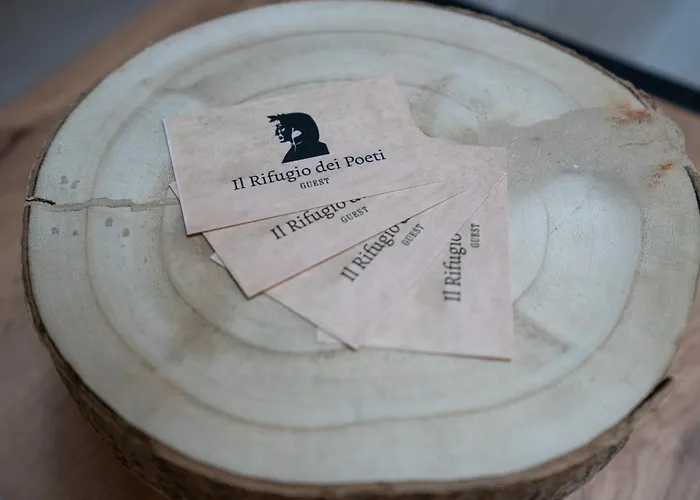 Il Rifugio dei Poeti
GUEST
Il Rifugio d
GUEST
Il Rifugio d
GUEST
Il Rifugio
GUEST